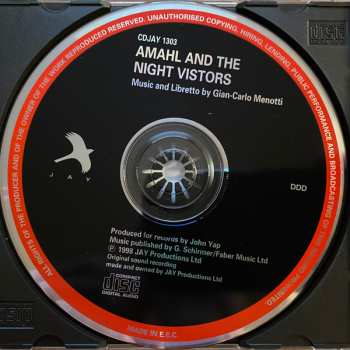 ALL RIGHTS OF THE PRODUCER AND OF THE OWNER OF THE WORK REPRODUCED RESERVED. UNAUTHORISED COPYING, HIRING, LENDING, PUBLIC PERFORMANCE AND BROADCASTING OF THIS RECORDING PROHIBITED
CDJAY 1303
AMAHL AND THE
NIGHT VISTORS
Music and Libretto by Gian-Carlo Menotti
JAY
DDD
Produced for records by John Yap
Music published by G. Schirmer/Faber Music Ltd
℗ 1998 JAY Productions Ltd
Original sound recording
made and owned by JAY Productions Ltd
COMPACT
disc
DIGITAL AUDIO
MADE IN E.E.C.